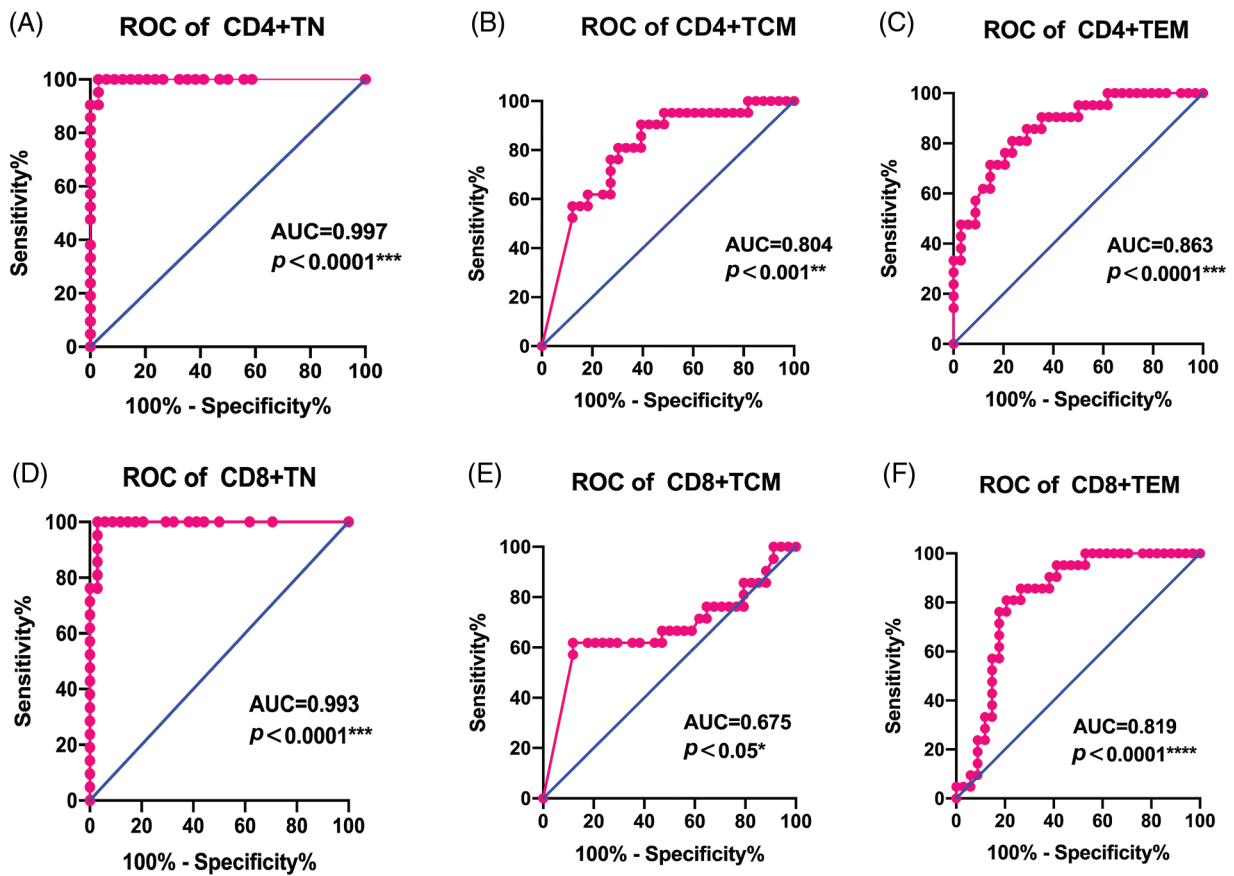 (A)
ROC of CD4+TN
Sensitivity%
100
80
60
40
20
0
0 20 40 60 80 100
100% - Specificity%
AUC=0.997
p<0.0001***
(B)
ROC of CD4+TCM
Sensitivity%
100
80
60
40
20
0
0 20 40 60 80 100
100% - Specificity%
AUC=0.804
p<0.001**
(C)
ROC of CD4+TEM
Sensitivity%
100
80
60
40
20
0
0 20 40 60 80 100
100% - Specificity%
AUC=0.863
p<0.0001***
(D)
ROC of CD8+TN
Sensitivity%
100
80
60
40
20
0
0 20 40 60 80 100
100% - Specificity%
AUC=0.993
p<0.0001***
(E)
ROC of CD8+TCM
Sensitivity%
100
80
60
40
20
0
0 20 40 60 80 100
100% - Specificity%
AUC=0.675
p<0.05*
(F)
ROC of CD8+TEM
Sensitivity%
100
80
60
40
20
0
0 20 40 60 80 100
100% - Specificity%
AUC=0.819
p<0.0001****